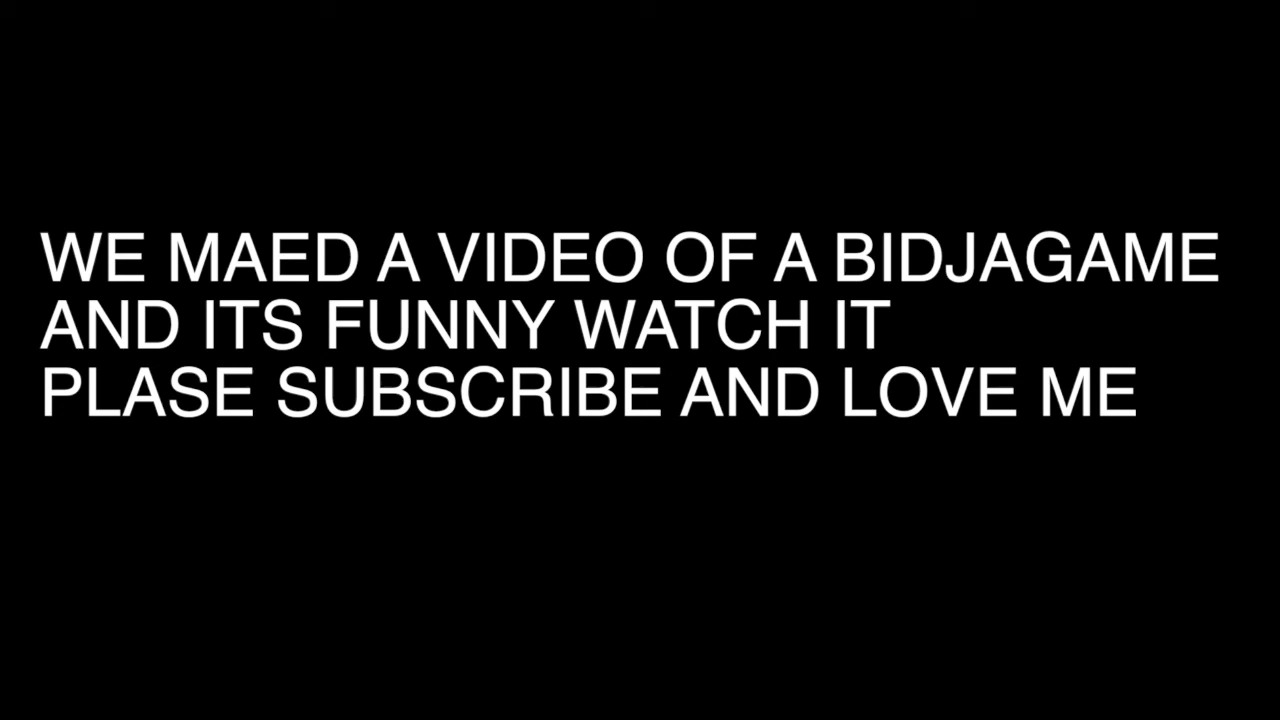 WE MAED A VIDEO OF A BIDJAGAME
AND ITS FUNNY WATCH IT
PLASE SUBSCRIBE AND LOVE ME